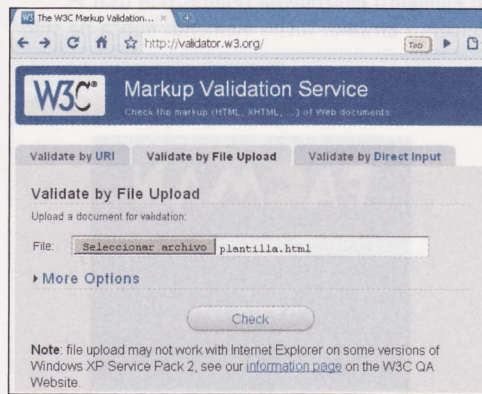 The W3C Markup Validation... ×
http://validator.w3.org/
Tab
W3C®
Markup Validation Service
Check the markup (HTML, XHTML, ...) of Web documents
Validate by URI
Validate by File Upload
Validate by Direct Input
Validate by File Upload
Upload a document for validation:
File:
Seleccionar archivo
plantilla.html
More Options
Check
Note: file upload may not work with Internet Explorer on some versions of
Windows XP Service Pack 2, see our information page on the W3C QA
Website.